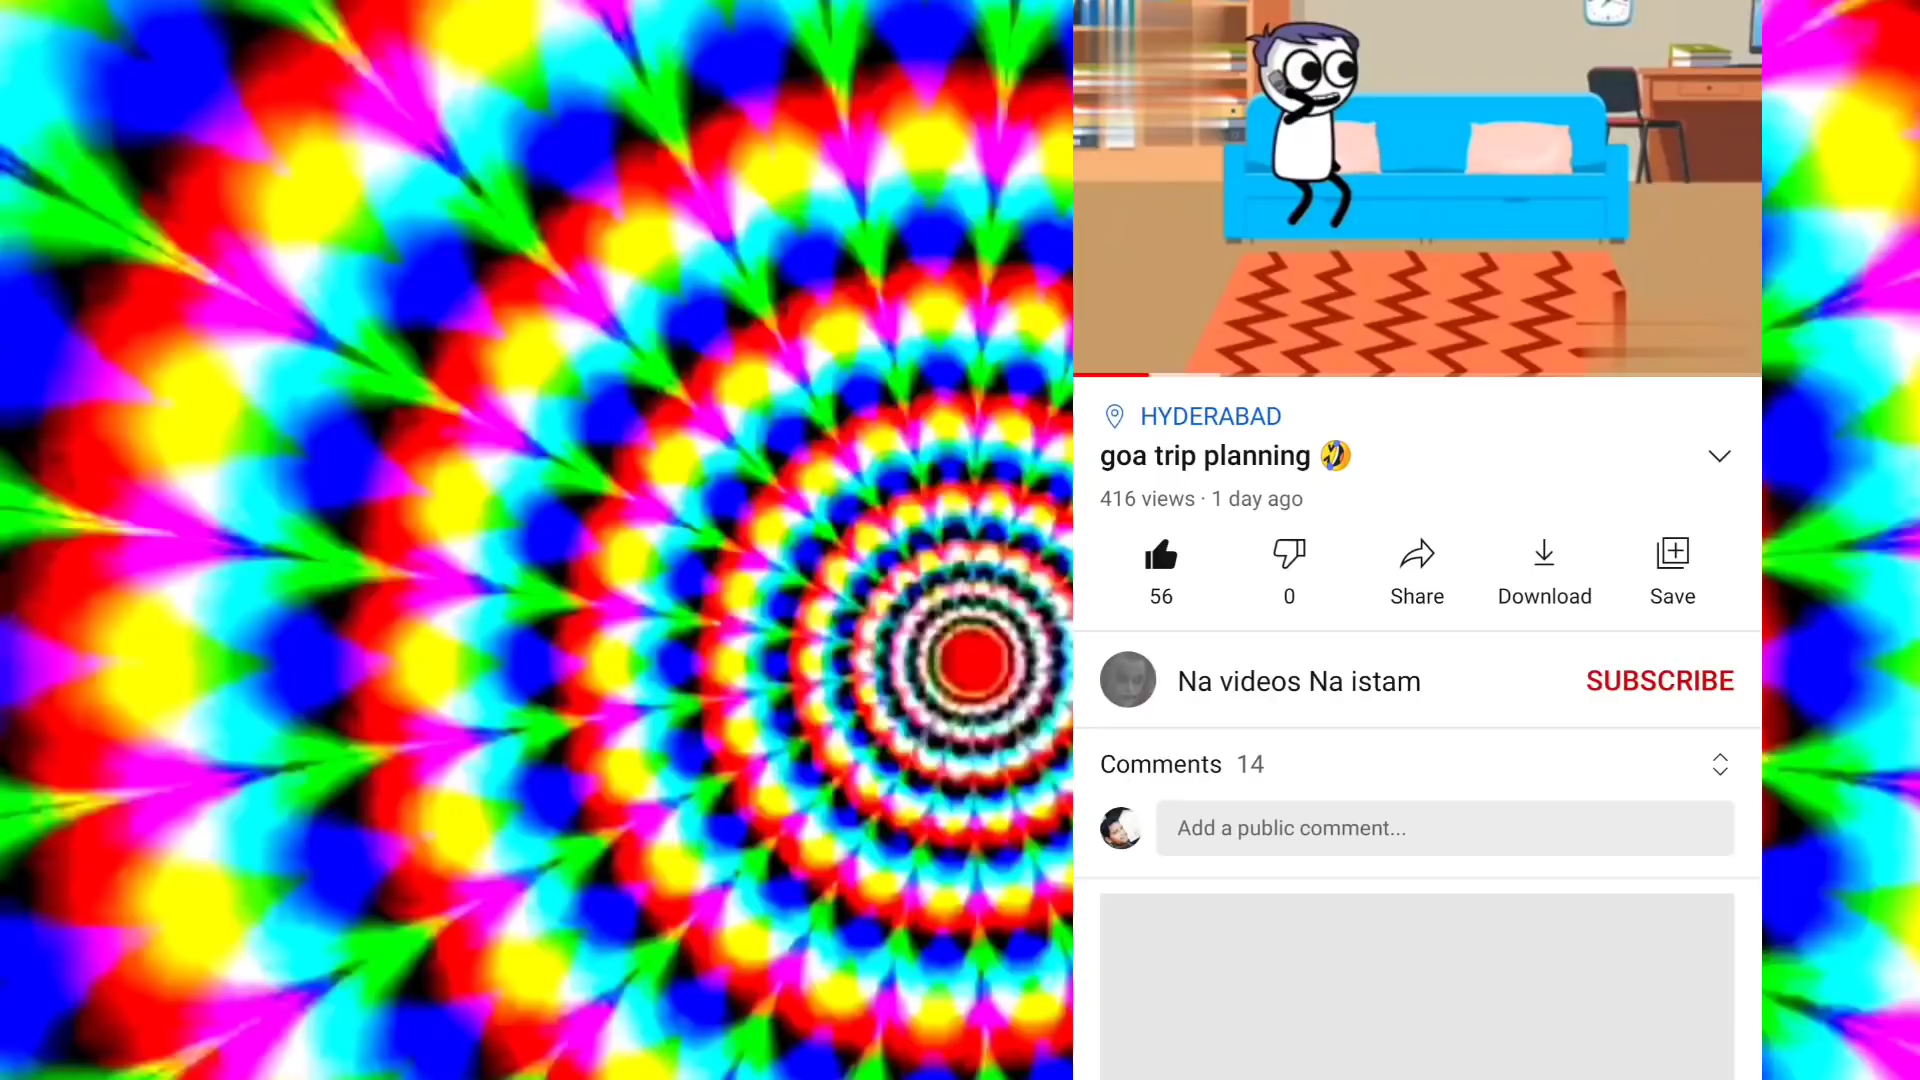 HYDERABAD
goa trip planning 🤣
416 views · 1 day ago
56
0
Share
Download
Save
Na videos Na istam
SUBSCRIBE
Comments 14
Add a public comment...